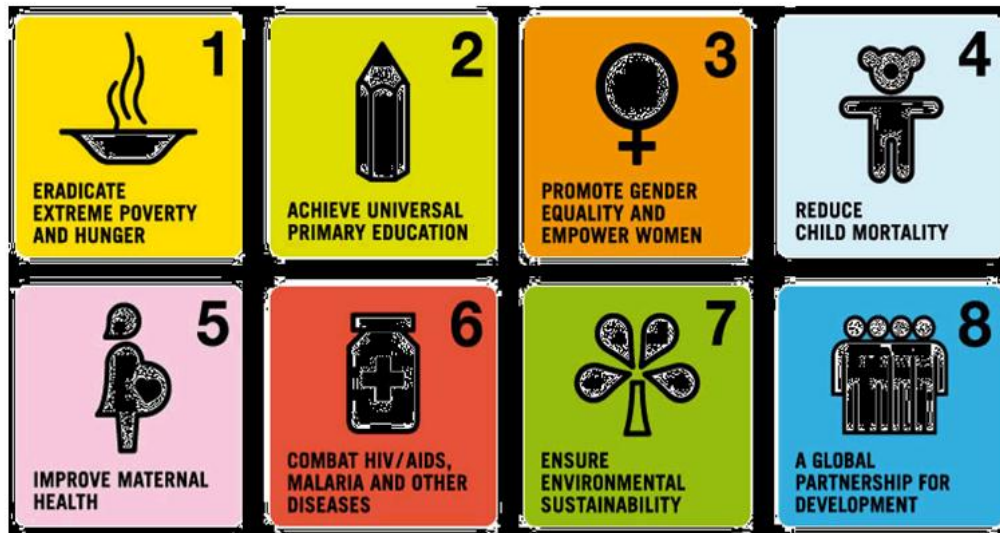 1
ERADICATE
EXTREME POVERTY
AND HUNGER
2
ACHIEVE UNIVERSAL
PRIMARY EDUCATION
3
PROMOTE GENDER
EQUALITY AND
EMPOWER WOMEN
4
REDUCE
CHILD MORTALITY
5
IMPROVE MATERNAL
HEALTH
6
COMBAT HIV/AIDS,
MALARIA AND OTHER
DISEASES
7
ENSURE
ENVIRONMENTAL
SUSTAINABILITY
8
A GLOBAL
PARTNERSHIP FOR
DEVELOPMENT